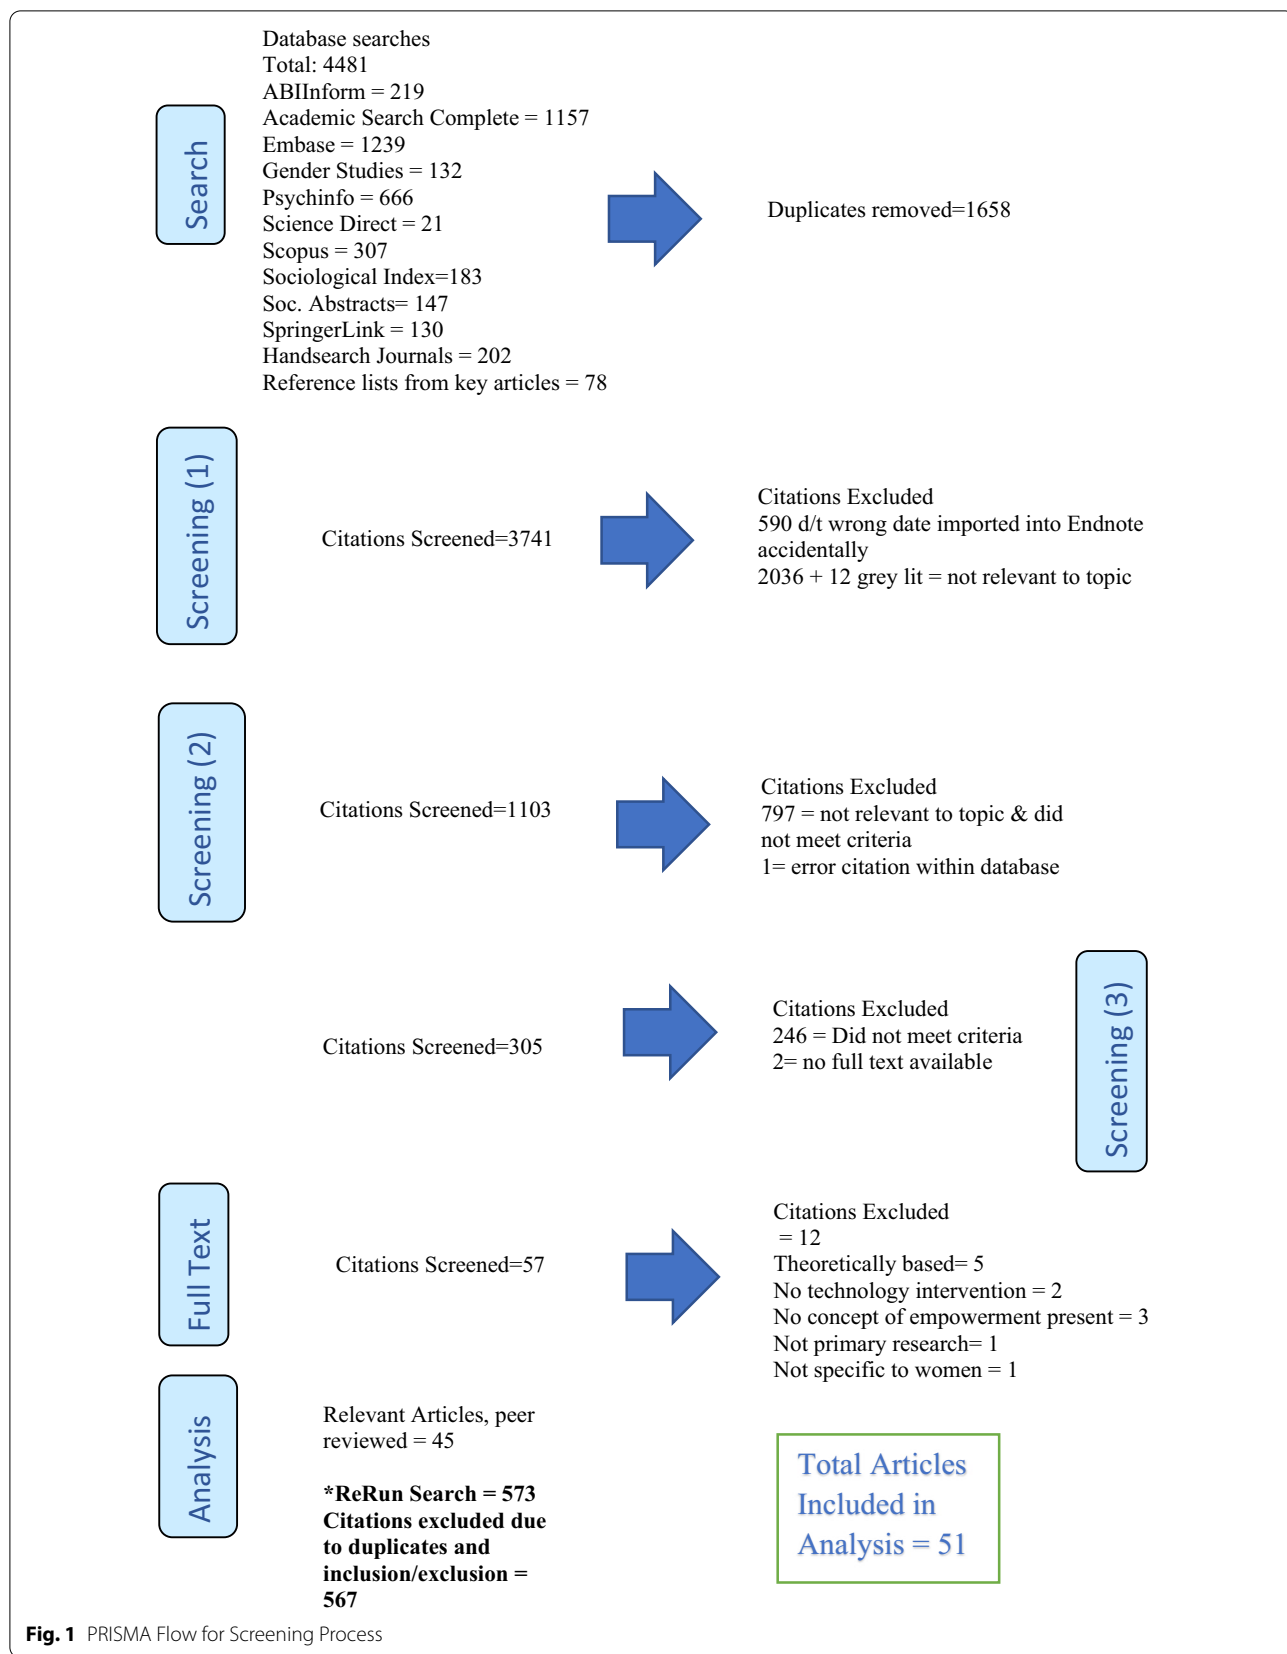 Search
Database searches
Total: 4481
ABIInform = 219
Academic Search Complete = 1157
Embase = 1239
Gender Studies = 132
Psychinfo = 666
Science Direct = 21
Scopus = 307
Sociological Index=183
Soc. Abstracts= 147
SpringerLink = 130
Handsearch Journals = 202
Reference lists from key articles = 78
Duplicates removed=1658
Screening (1)
Citations Screened=3741
Citations Excluded
590 d/t wrong date imported into Endnote
accidentally
2036 + 12 grey lit = not relevant to topic
Screening (2)
Citations Screened=1103
Citations Excluded
797 = not relevant to topic & did
not meet criteria
1= error citation within database
Citations Screened=305
Citations Excluded
246 = Did not meet criteria
2= no full text available
Screening (3)
Full Text
Citations Screened=57
Citations Excluded
= 12
Theoretically based= 5
No technology intervention = 2
No concept of empowerment present = 3
Not primary research= 1
Not specific to women = 1
Analysis
Relevant Articles, peer
reviewed = 45
*ReRun Search = 573
Citations excluded due
to duplicates and
inclusion/exclusion =
567
Total Articles
Included in
Analysis = 51
Fig. 1 PRISMA Flow for Screening Process